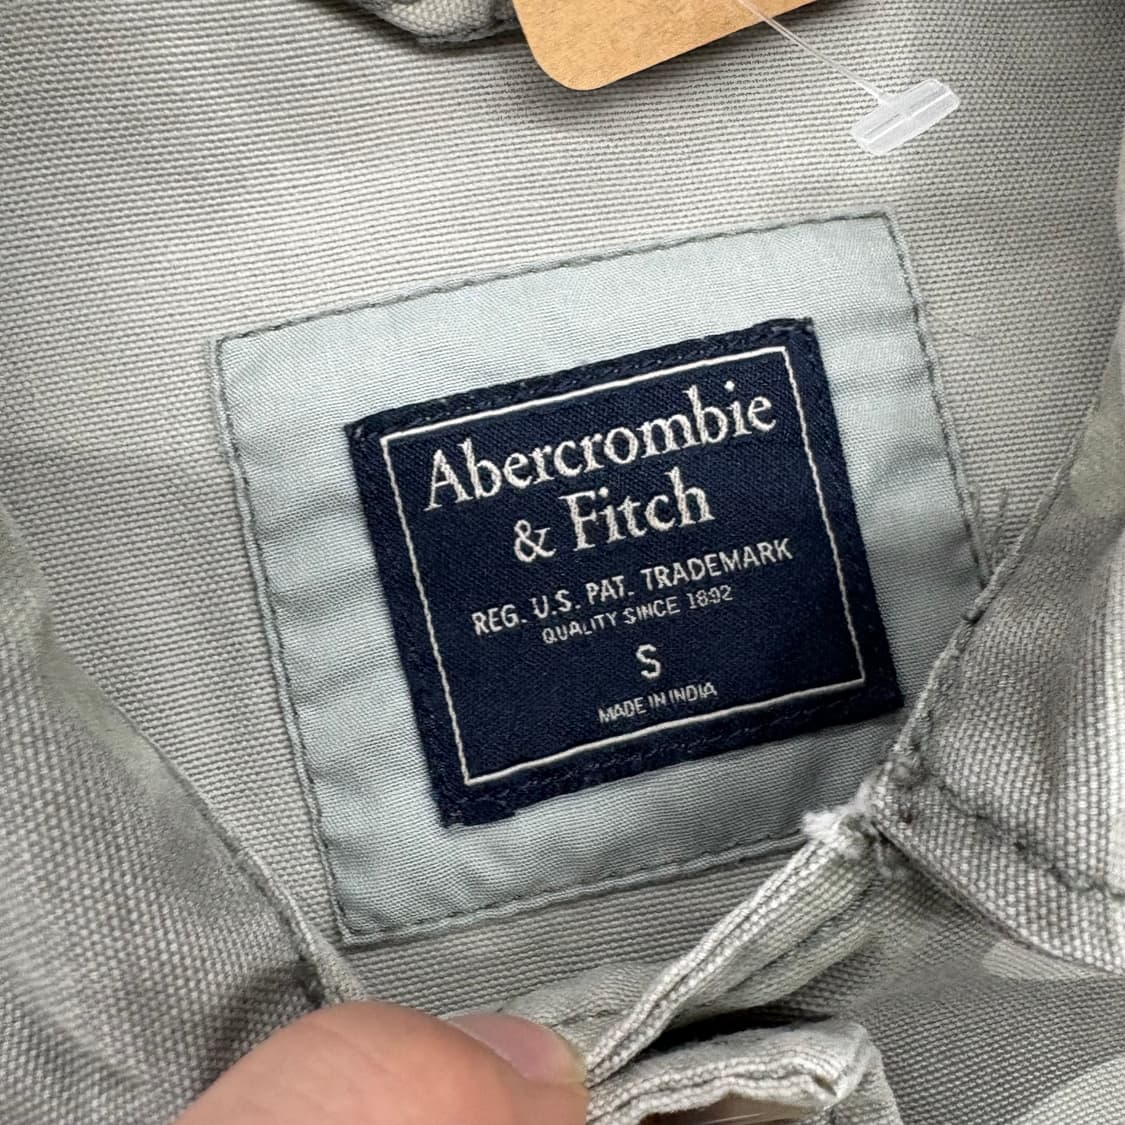 Abercrombie
& Fitch
REG. U.S. PAT. TRADEMARK
QUALITY SINCE 1892
S
MADE IN INDIA